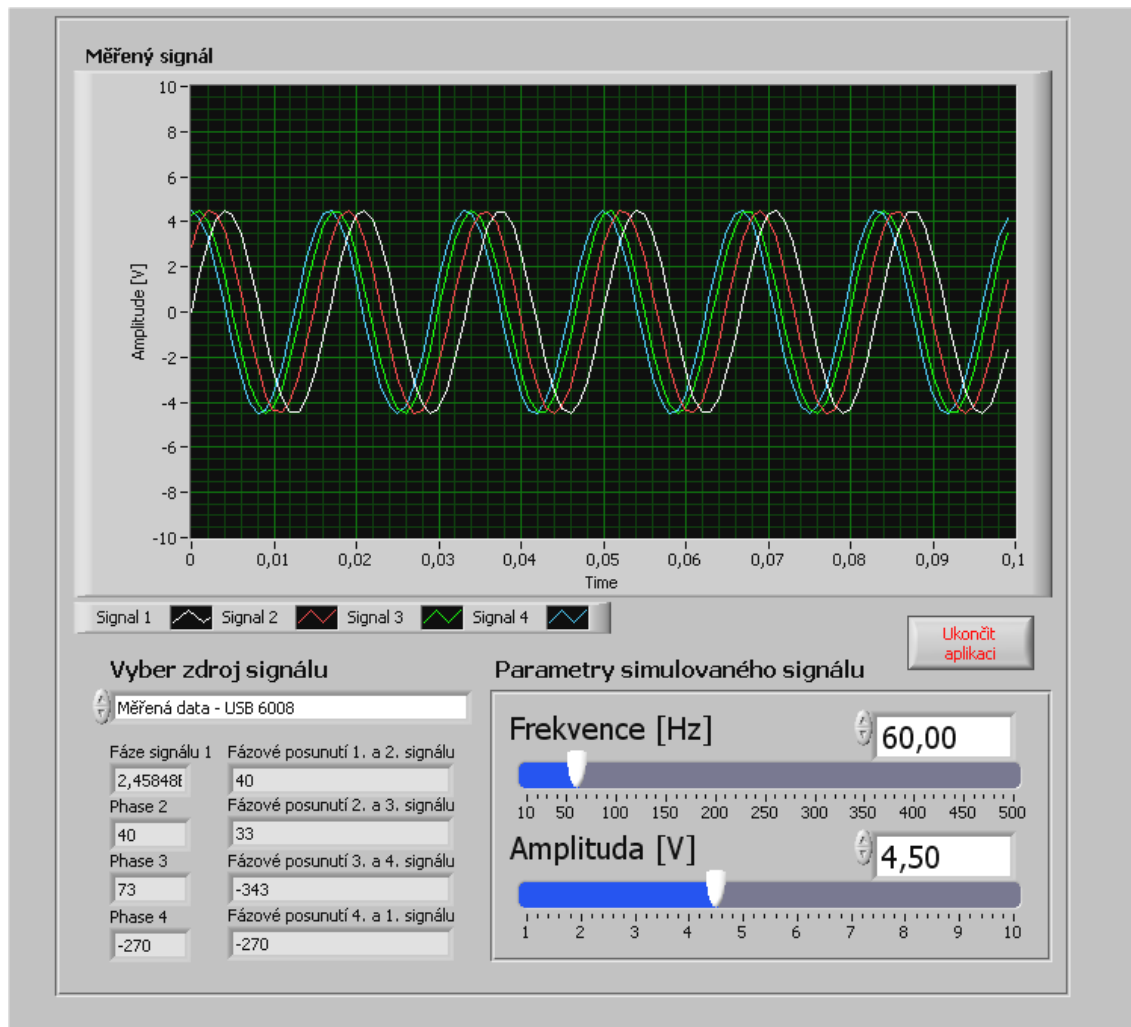 Měřený signál
10
8
6
4
2
0
-2
-4
-6
-8
-10
Amplitude [V]
0 0,01 0,02 0,03 0,04 0,05 0,06 0,07 0,08 0,09 0,1
Time
Signal 1 Signal 2 Signal 3 Signal 4
Ukončit
aplikaci
Vyber zdroj signálu
Měřená data - USB 6008
Fáze signálu 1 Fázové posunutí 1. a 2. signálu
2,45848E 40
Phase 2 Fázové posunutí 2. a 3. signálu
40 33
Phase 3 Fázové posunutí 3. a 4. signálu
73 -343
Phase 4 Fázové posunutí 4. a 1. signálu
-270 -270
Parametry simulovaného signálu
Frekvence [Hz] 60,00
10 50 100 150 200 250 300 350 400 450 500
Amplituda [V] 4,50
1 2 3 4 5 6 7 8 9 10